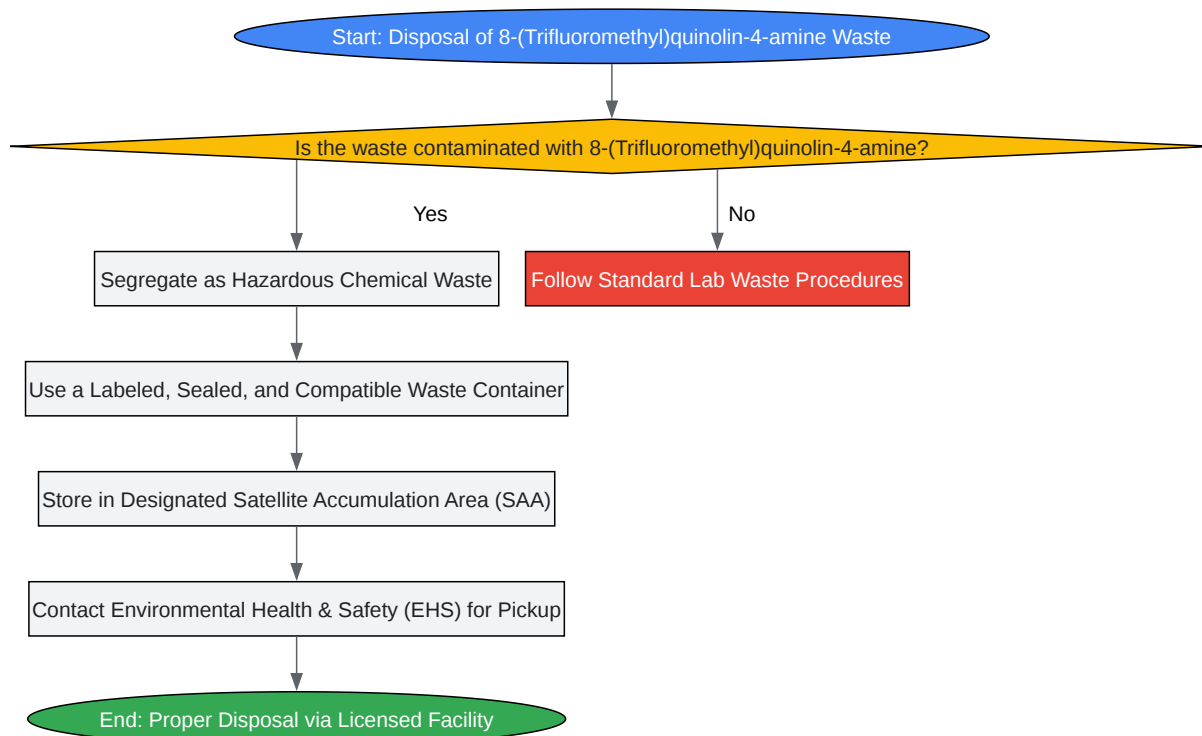 Start: Disposal of 8-(Trifluoromethyl)quinolin-4-amine Waste
Is the waste contaminated with 8-(Trifluoromethyl)quinolin-4-amine?
Yes
No
Segregate as Hazardous Chemical Waste
Follow Standard Lab Waste Procedures
Use a Labeled, Sealed, and Compatible Waste Container
Store in Designated Satellite Accumulation Area (SAA)
Contact Environmental Health & Safety (EHS) for Pickup
End: Proper Disposal via Licensed Facility